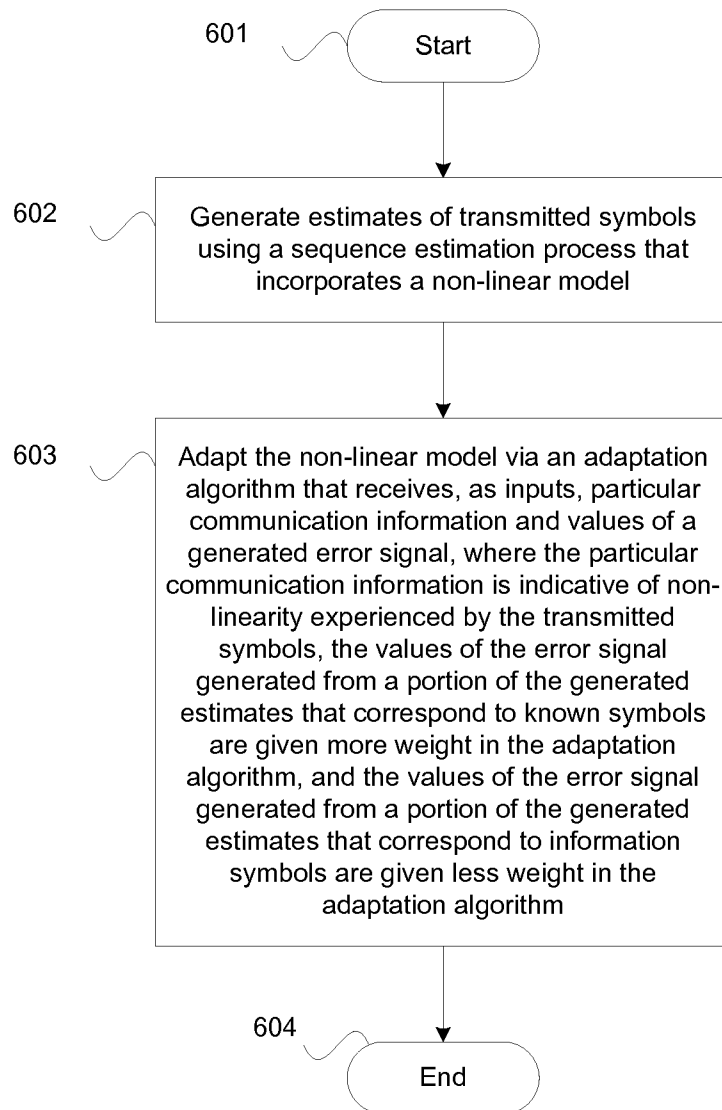 601
Start
602
Generate estimates of transmitted symbols
using a sequence estimation process that
incorporates a non-linear model
603
Adapt the non-linear model via an adaptation
algorithm that receives, as inputs, particular
communication information and values of a
generated error signal, where the particular
communication information is indicative of non-
linearity experienced by the transmitted
symbols, the values of the error signal
generated from a portion of the generated
estimates that correspond to known symbols
are given more weight in the adaptation
algorithm, and the values of the error signal
generated from a portion of the generated
estimates that correspond to information
symbols are given less weight in the
adaptation algorithm
604
End